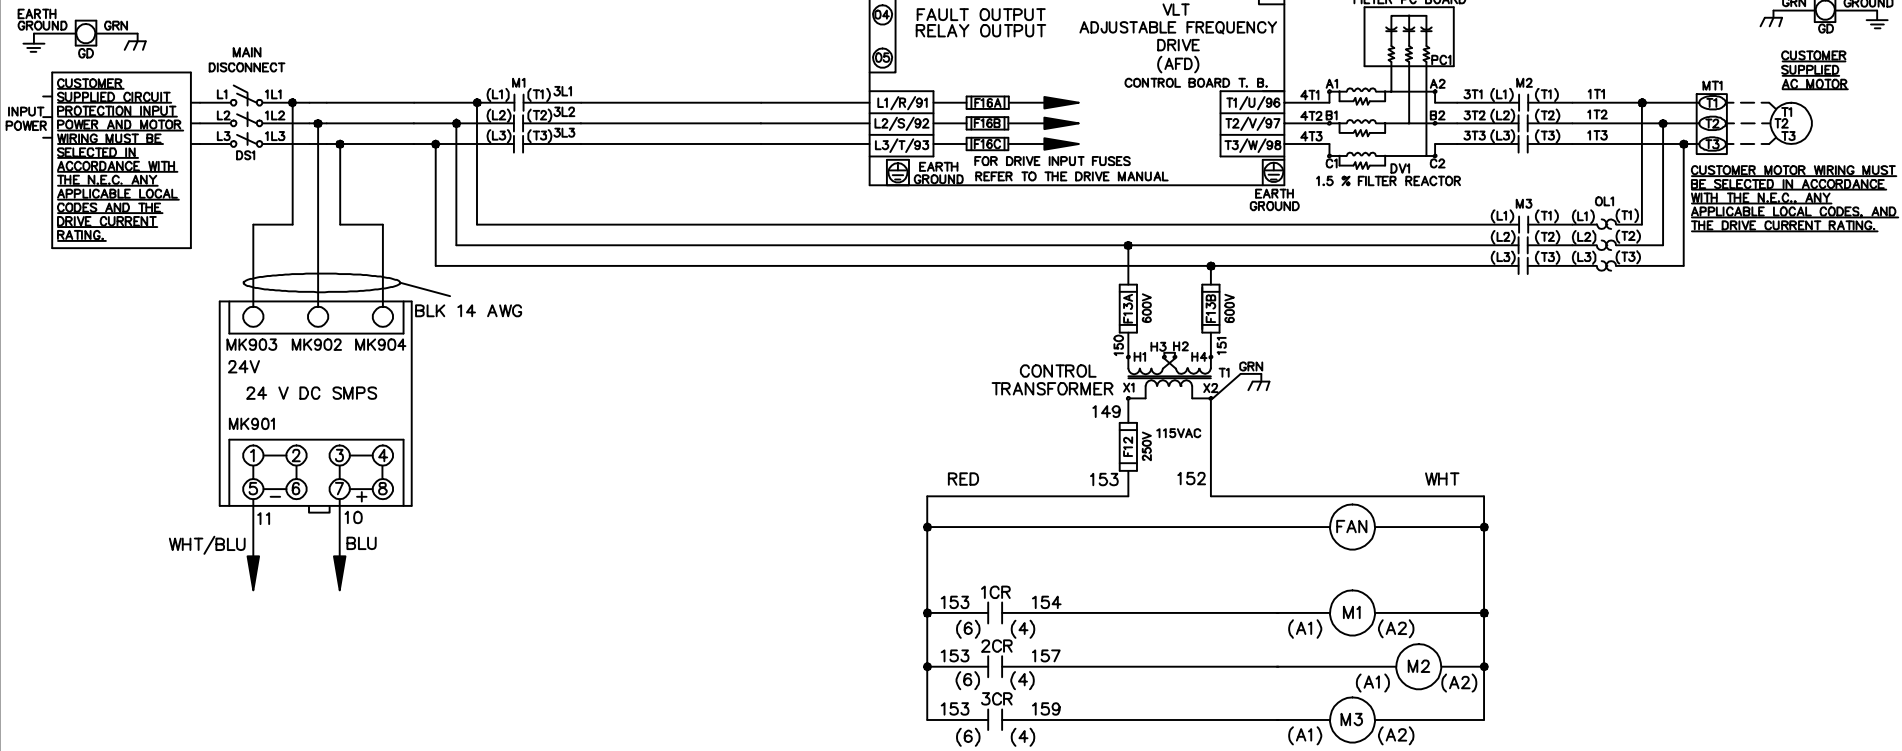 EARTH
GROUND
GRN
GD
MAIN
DISCONNECT
CUSTOMER
SUPPLIED CIRCUIT
PROTECTION INPUT
POWER AND MOTOR
WIRING MUST BE
SELECTED IN
ACCORDANCE WITH
THE N.E.C. ANY
APPLICABLE LOCAL
CODES AND THE
DRIVE CURRENT
RATING.
INPUT
POWER
L1 1L1
L2 1L2
L3 1L3
DS1
M1
(L1) (T1) 3L1
(L2) (T2) 3L2
(L3) (T3) 3L3
04
05
FAULT OUTPUT
RELAY OUTPUT
VLT
ADJUSTABLE FREQUENCY
DRIVE
(AFD)
CONTROL BOARD T. B.
L1/R/91
L2/S/92
L3/T/93
F16A
F16B
F16C
T1/U/96
T2/V/97
T3/W/98
EARTH
GROUND
FOR DRIVE INPUT FUSES
REFER TO THE DRIVE MANUAL
EARTH
GROUND
FILTER PC BOARD
PC1
4T1 A1 A2
4T2 B1 B2
4T3 C1 C2
DV1
1.5 % FILTER REACTOR
M2
3T1 (L1) (T1) 1T1
3T2 (L2) (T2) 1T2
3T3 (L3) (T3) 1T3
GRN
GROUND
GD
CUSTOMER
SUPPLIED
AC MOTOR
MT1
T1
T2
T3
T1
T2
T3
CUSTOMER MOTOR WIRING MUST
BE SELECTED IN ACCORDANCE
WITH THE N.E.C., ANY
APPLICABLE LOCAL CODES, AND
THE DRIVE CURRENT RATING.
M3 OL1
(L1) (T1) (L1) (T1)
(L2) (T2) (L2) (T2)
(L3) (T3) (L3) (T3)
BLK 14 AWG
MK903 MK902 MK904
24V
24 V DC SMPS
MK901
1 2 3 4
5 − 6 7 + 8
11 10
WHT/BLU BLU
F13A
600V
F13B
600V
150
151
H1 H3 H2 H4
CONTROL
TRANSFORMER
X1 X2
T1
GRN
149
F12
250V
115VAC
153 152
RED WHT
FAN
153 1CR 154
(6) (4)
M1
(A1) (A2)
153 2CR 157
(6) (4)
M2
(A1) (A2)
153 3CR 159
(6) (4)
M3
(A1) (A2)